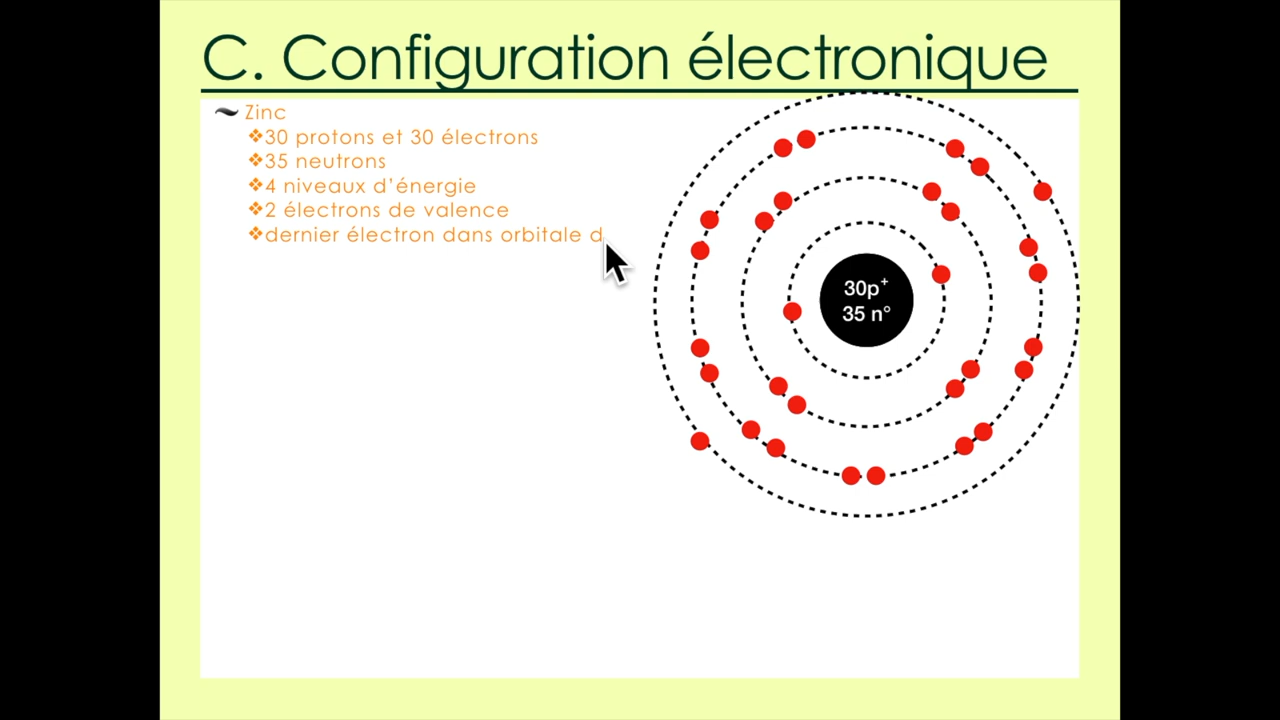 C. Configuration électronique
Zinc
❖30 protons et 30 électrons
❖35 neutrons
❖4 niveaux d’énergie
❖2 électrons de valence
❖dernier électron dans orbitale d
30p⁺
35 n°